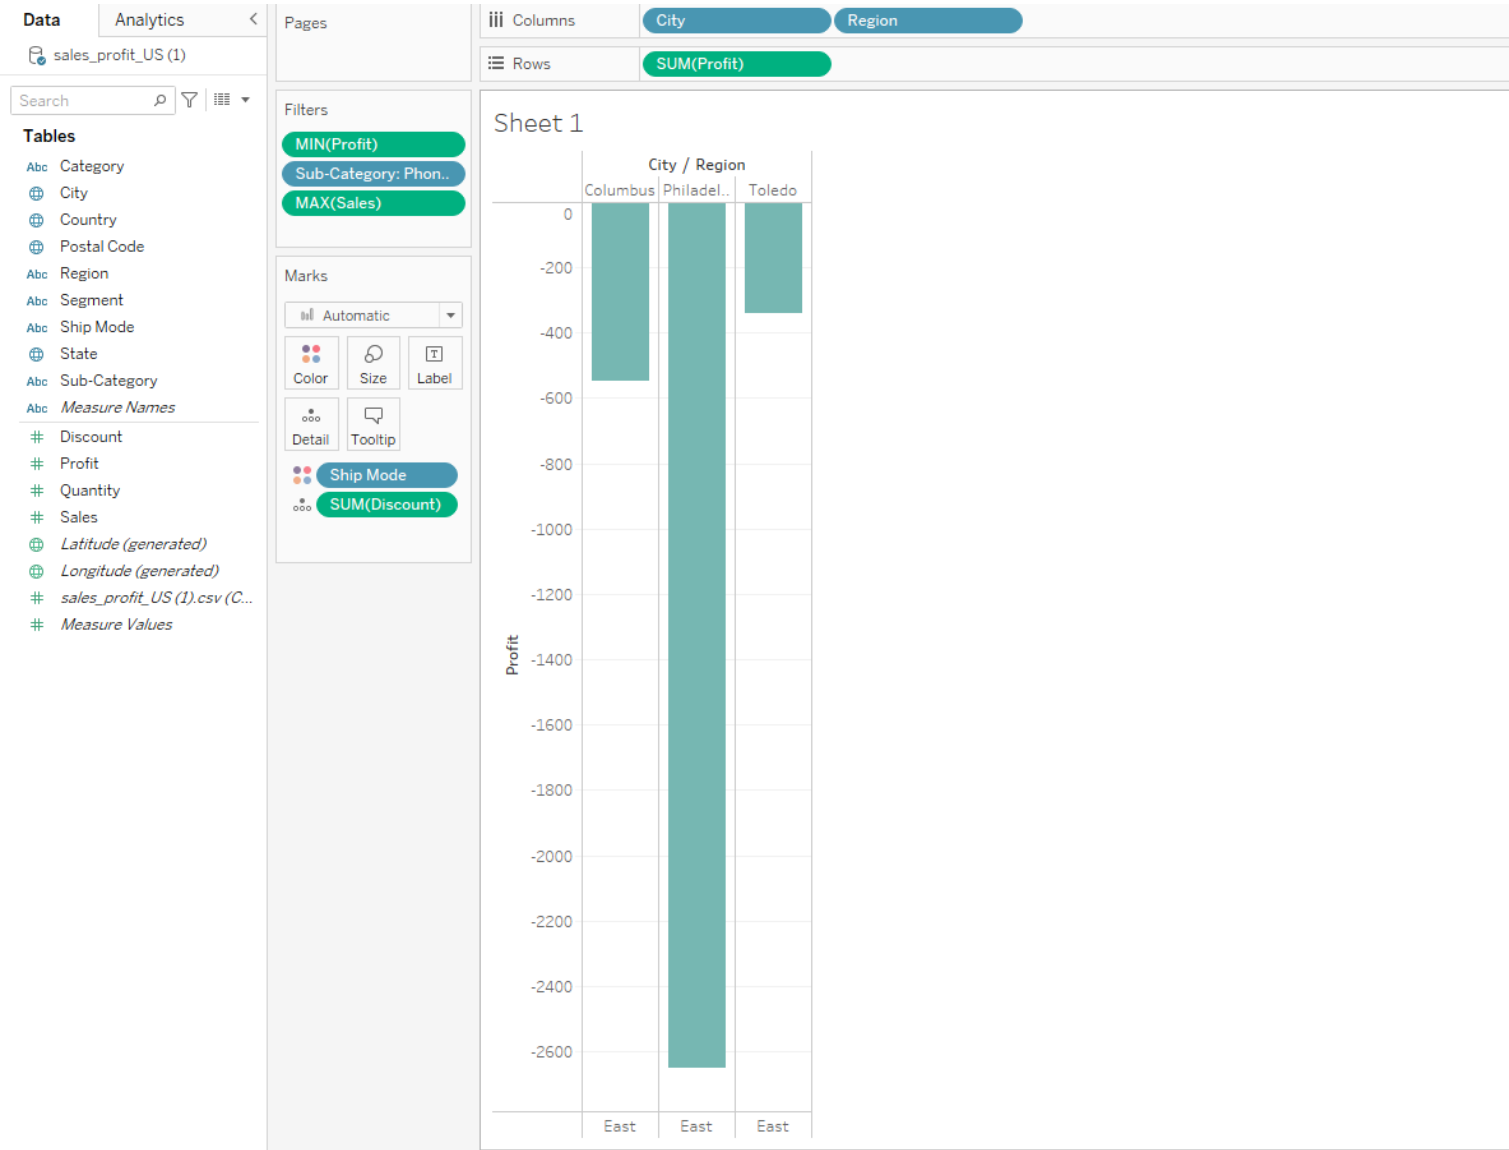 Data
Analytics
sales_profit_US (1)
Search
Tables
Abc Category
City
Country
Postal Code
Abc Region
Abc Segment
Abc Ship Mode
State
Abc Sub-Category
Abc Measure Names
# Discount
# Profit
# Quantity
# Sales
Latitude (generated)
Longitude (generated)
# sales_profit_US (1).csv (C...
# Measure Values
Pages
Filters
MIN(Profit)
Sub-Category: Phon..
MAX(Sales)
Marks
Automatic
Color Size Label
T
Detail Tooltip
Ship Mode
SUM(Discount)
Columns City Region
Rows SUM(Profit)
Sheet 1
City / Region
Columbus Philadel.. Toledo
0
-200
-400
-600
-800
-1000
-1200
-1400
-1600
-1800
-2000
-2200
-2400
-2600
Profit
East East East